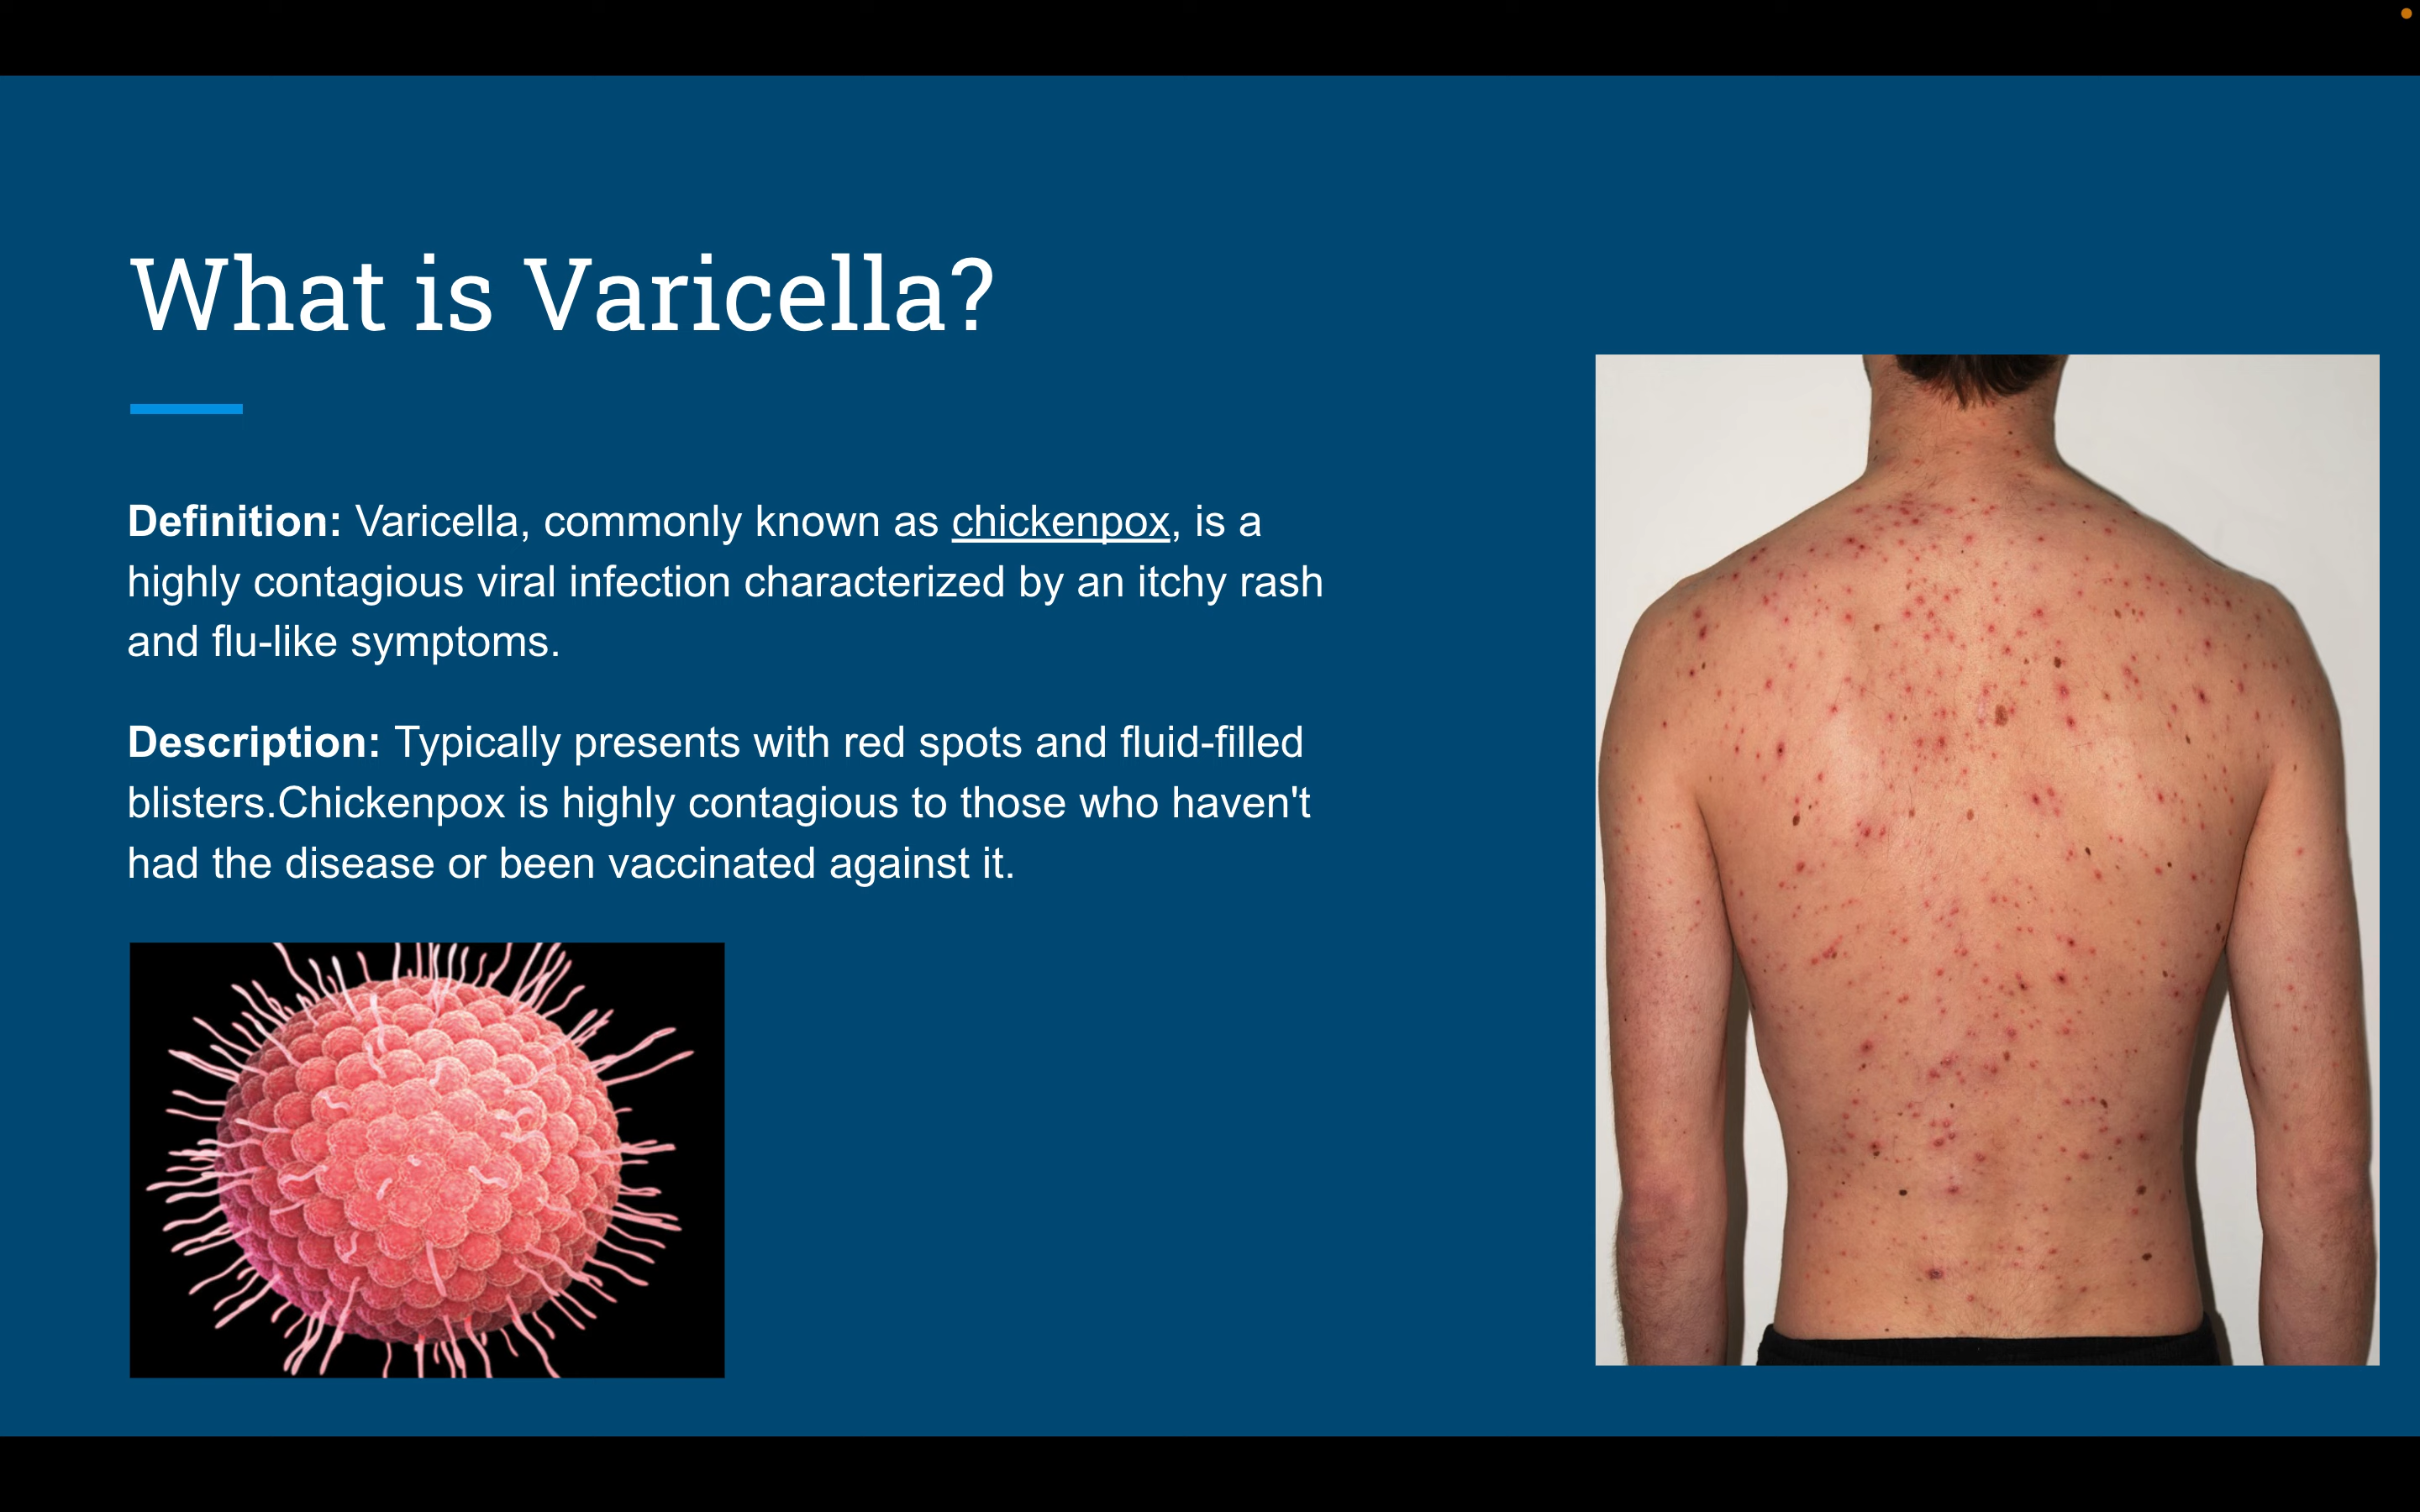 What is Varicella?
Definition: Varicella, commonly known as chickenpox, is a
highly contagious viral infection characterized by an itchy rash
and flu-like symptoms.
Description: Typically presents with red spots and fluid-filled
blisters.Chickenpox is highly contagious to those who haven't
had the disease or been vaccinated against it.